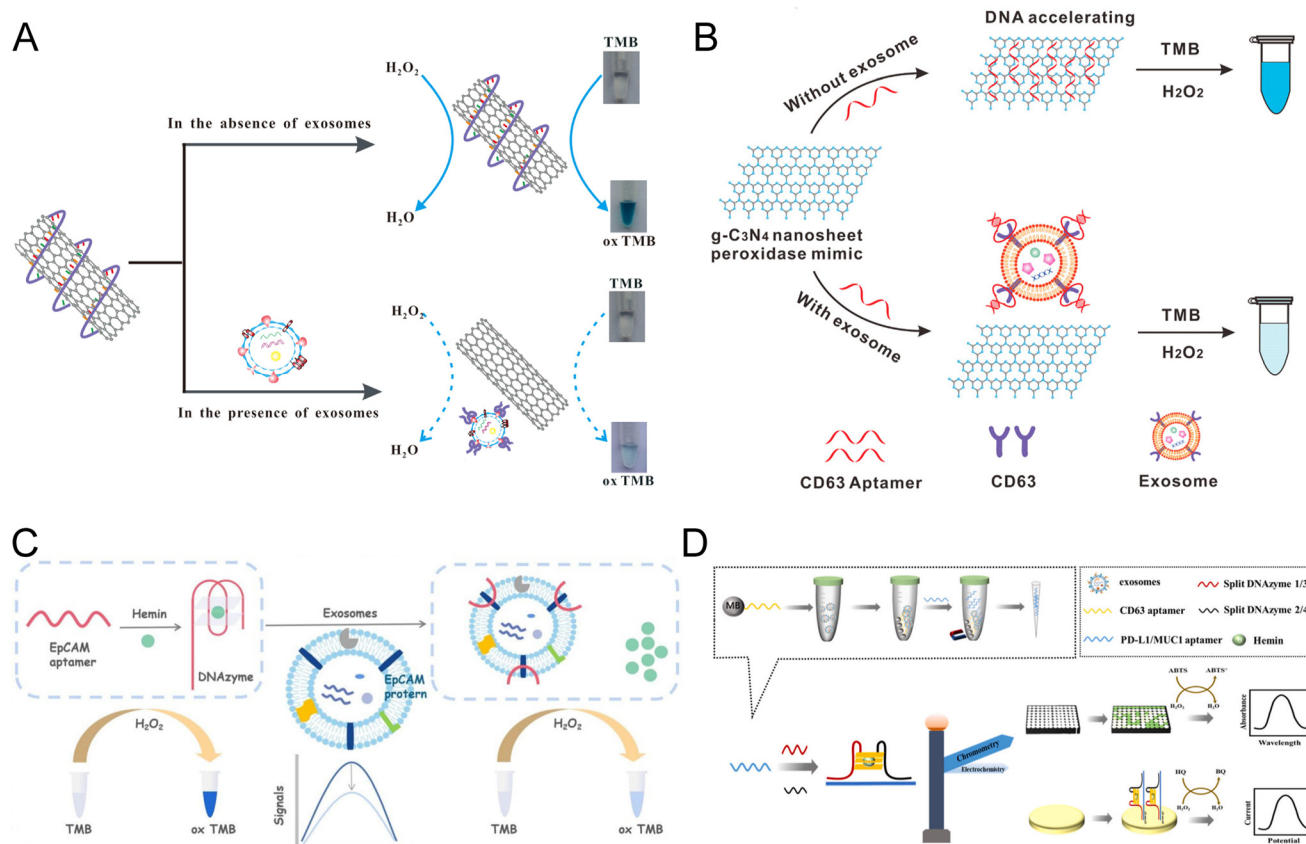 A
In the absence of exosomes
H₂O₂
H₂O
TMB
ox TMB
In the presence of exosomes
H₂O₂
H₂O
TMB
ox TMB
B
g-C₃N₄ nanosheet
peroxidase mimic
Without exosome
DNA accelerating
TMB
H₂O₂
With exosome
TMB
H₂O₂
CD63 Aptamer
CD63
Exosome
C
EpCAM
aptamer
Hemin
DNAzyme
Exosomes
EpCAM
protern
H₂O₂
TMB
ox TMB
Signals
H₂O₂
TMB
ox TMB
D
MB
exosomes
Split DNAzyme 1/3
CD63 aptamer
Split DNAzyme 2/4
PD-L1/MUC1 aptamer
Hemin
Chromometry
Electrochemistry
ABTS
ABTS⁺
H₂O₂
H₂O
Absorbance
Wavelength
HQ
BQ
H₂O₂
H₂O
Current
Potential